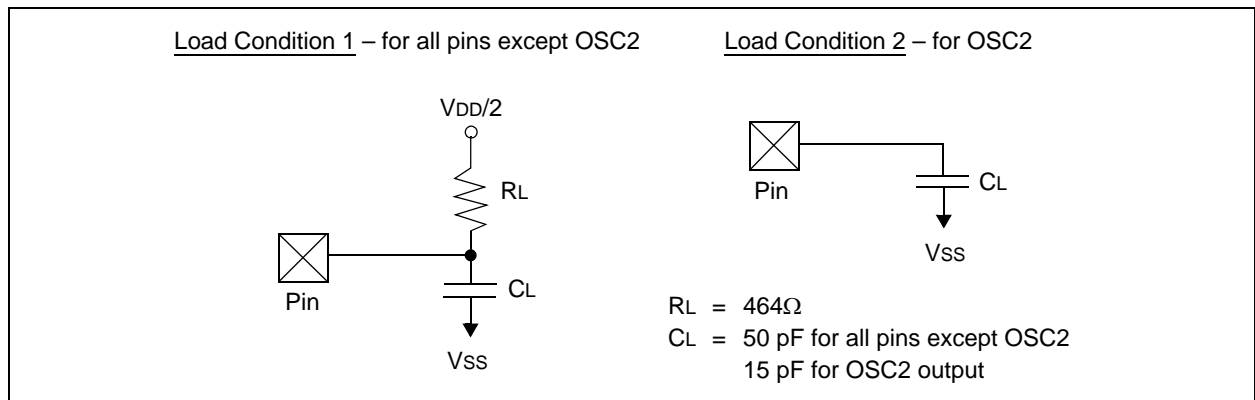 Load Condition 1 – for all pins except OSC2
VDD/2
RL
Pin
CL
VSS
Load Condition 2 – for OSC2
Pin
CL
VSS
RL = 464Ω
CL = 50 pF for all pins except OSC2
15 pF for OSC2 output